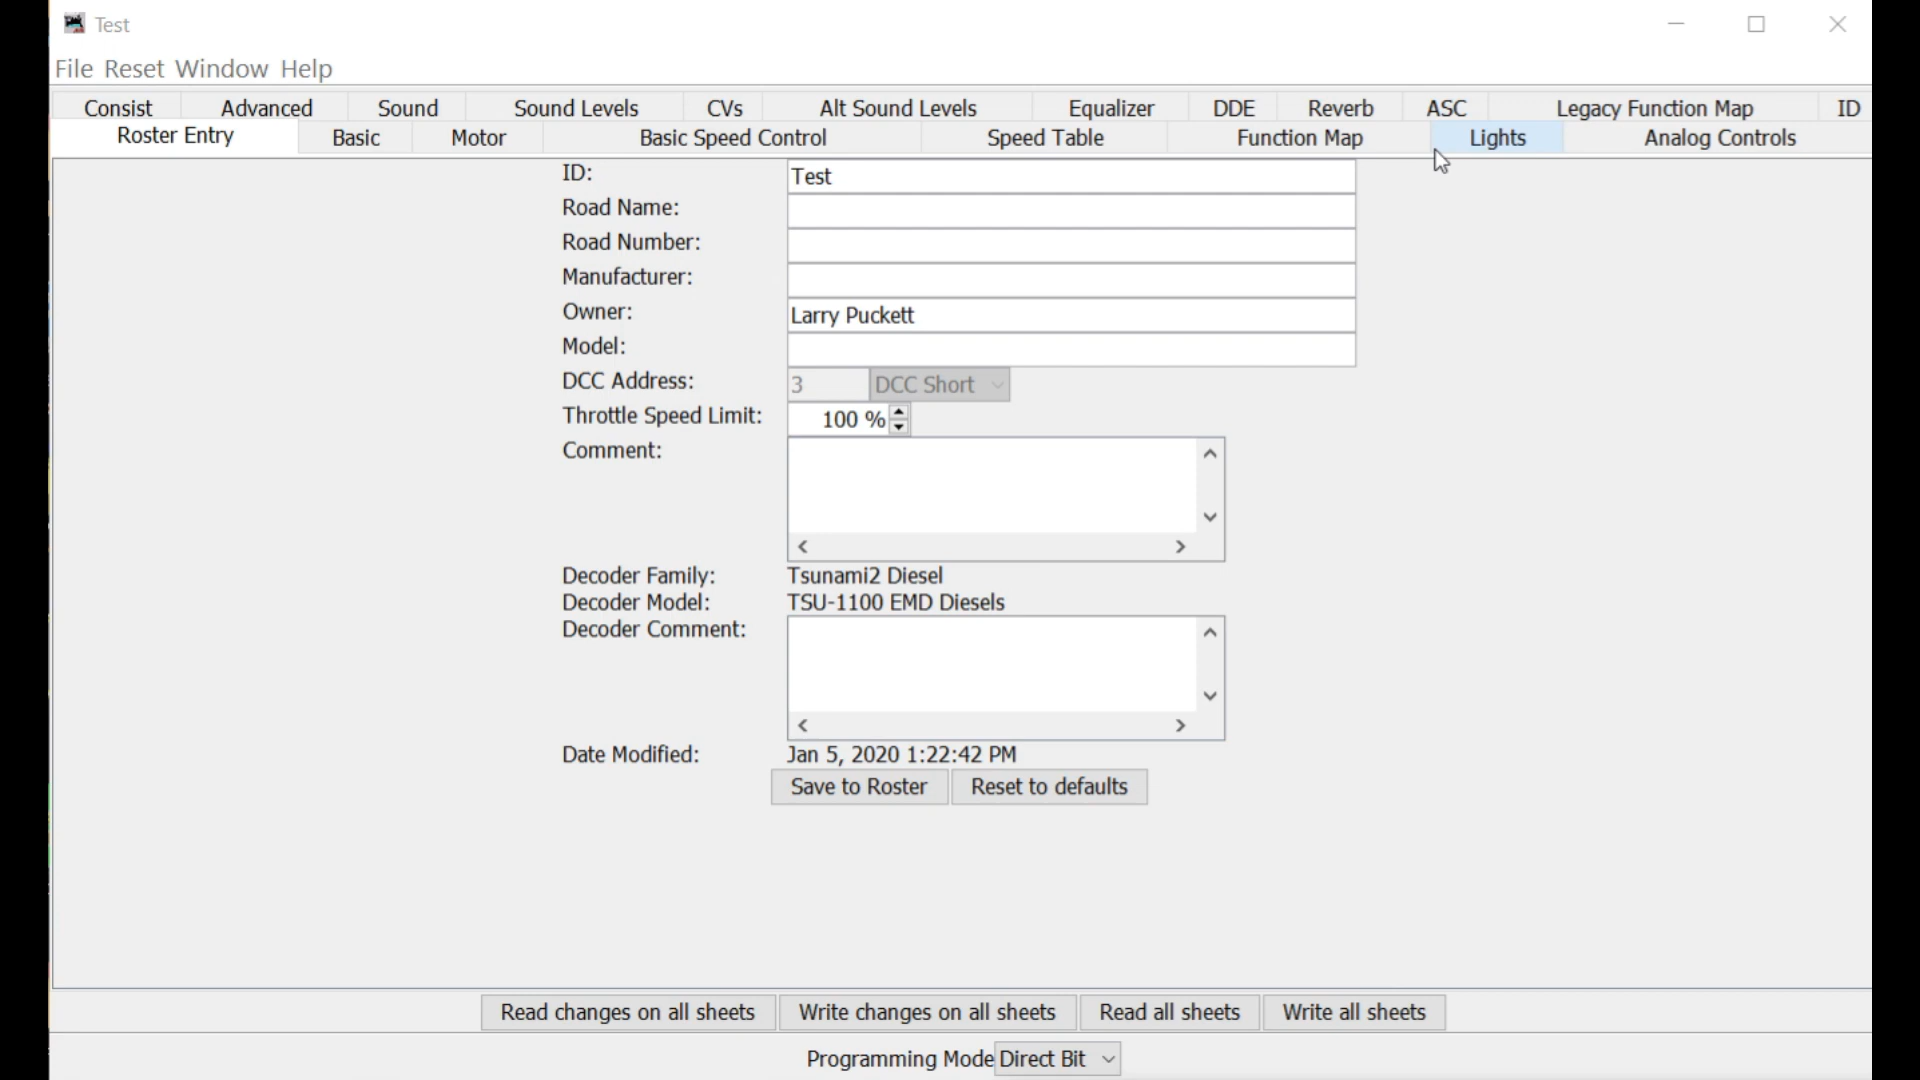 Test
File Reset Window Help
Consist Advanced Sound Sound Levels CVs Alt Sound Levels Equalizer DDE Reverb ASC Legacy Function Map ID
Roster Entry Basic Motor Basic Speed Control Speed Table Function Map Lights Analog Controls
ID: Test
Road Name:
Road Number:
Manufacturer:
Owner: Larry Puckett
Model:
DCC Address: 3 DCC Short
Throttle Speed Limit: 100 %
Comment:
Decoder Family: Tsunami2 Diesel
Decoder Model: TSU-1100 EMD Diesels
Decoder Comment:
Date Modified: Jan 5, 2020 1:22:42 PM
Save to Roster Reset to defaults
Read changes on all sheets Write changes on all sheets Read all sheets Write all sheets
Programming Mode Direct Bit